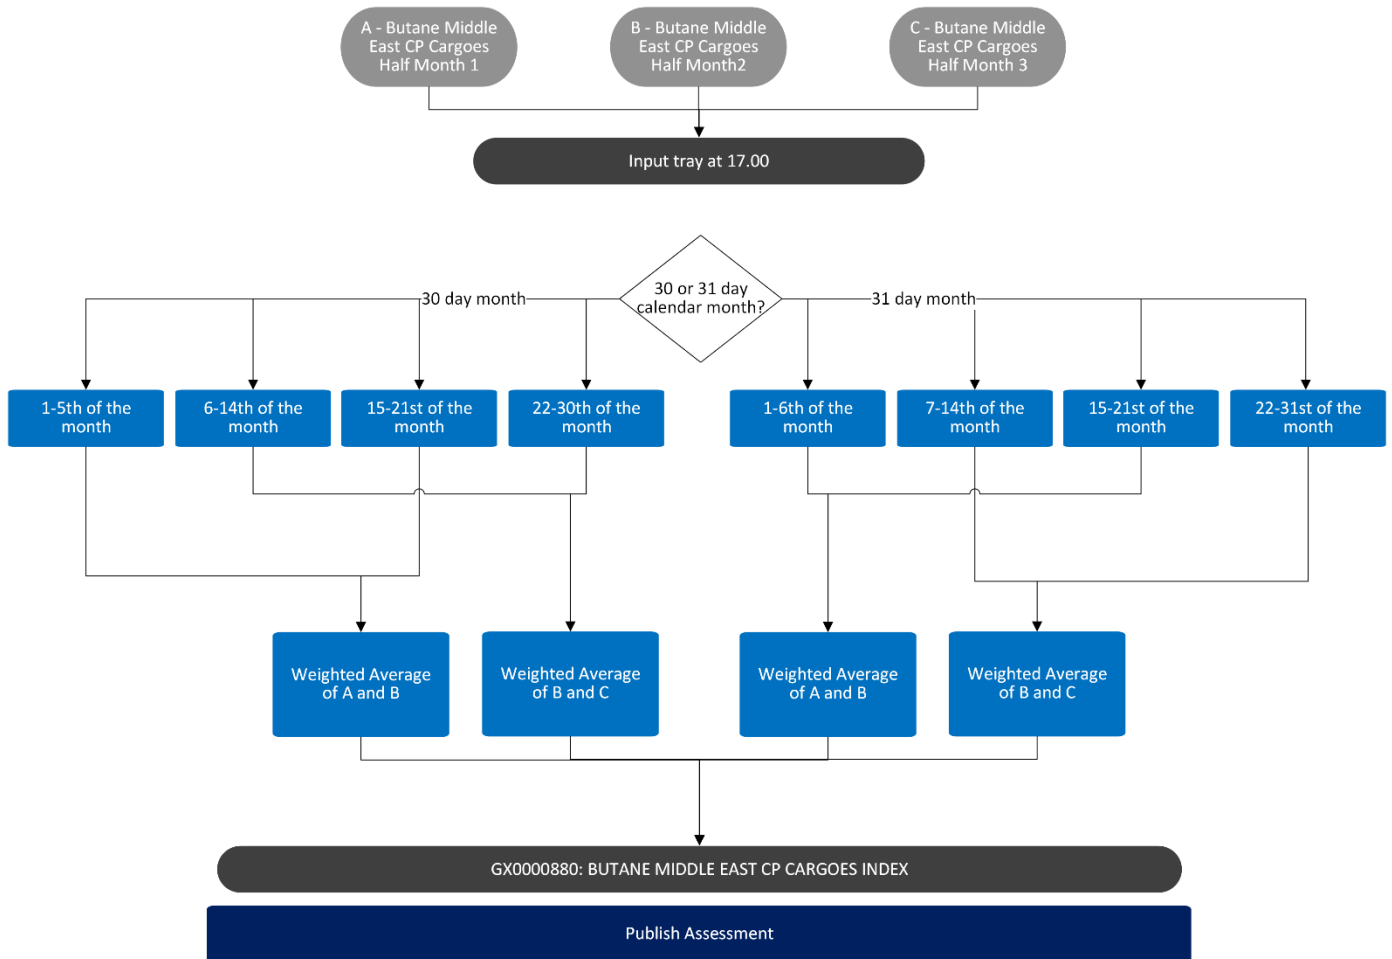 A - Butane Middle
East CP Cargoes
Half Month 1
B - Butane Middle
East CP Cargoes
Half Month2
C - Butane Middle
East CP Cargoes
Half Month 3
Input tray at 17.00
30 or 31 day
calendar month?
30 day month
31 day month
1-5th of the
month
6-14th of the
month
15-21st of the
month
22-30th of the
month
1-6th of the
month
7-14th of the
month
15-21st of the
month
22-31st of the
month
Weighted Average
of A and B
Weighted Average
of B and C
Weighted Average
of A and B
Weighted Average
of B and C
GX0000880: BUTANE MIDDLE EAST CP CARGOES INDEX
Publish Assessment